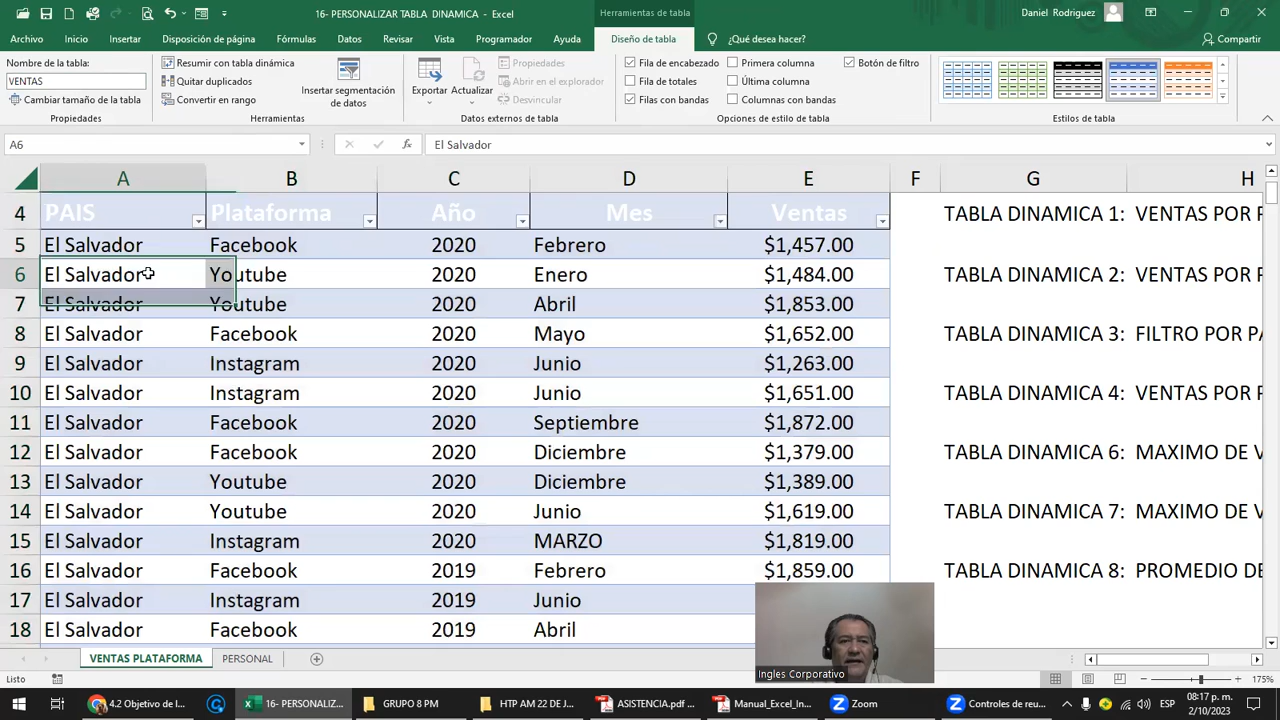 16- PERSONALIZAR TABLA  DINAMICA  -  Excel
Herramientas de tabla
Daniel Rodriguez
Archivo
Inicio
Insertar
Disposición de página
Fórmulas
Datos
Revisar
Vista
Programador
Ayuda
Diseño de tabla
¿Qué desea hacer?
Compartir
Nombre de la tabla:
VENTAS
Cambiar tamaño de la tabla
Propiedades
Resumir con tabla dinámica
Quitar duplicados
Convertir en rango
Insertar segmentación
de datos
Herramientas
Exportar
Actualizar
Propiedades
Abrir en el explorador
Desvincular
Datos externos de tabla
Fila de encabezado
Fila de totales
Filas con bandas
Primera columna
Última columna
Columnas con bandas
Botón de filtro
Opciones de estilo de tabla
Estilos de tabla
A6
fx
El Salvador
A B C D E F G H
4 PAIS Plataforma Año Mes Ventas TABLA DINAMICA 1: VENTAS POR
5 El Salvador Facebook 2020 Febrero $1,457.00
6 El Salvador Youtube 2020 Enero $1,484.00 TABLA DINAMICA 2: VENTAS POR
7 El Salvador Youtube 2020 Abril $1,853.00
8 El Salvador Facebook 2020 Mayo $1,652.00 TABLA DINAMICA 3: FILTRO POR
9 El Salvador Instagram 2020 Junio $1,263.00
10 El Salvador Instagram 2020 Junio $1,651.00 TABLA DINAMICA 4: VENTAS POR
11 El Salvador Facebook 2020 Septiembre $1,872.00
12 El Salvador Facebook 2020 Diciembre $1,379.00 TABLA DINAMICA 6: MAXIMO DE
13 El Salvador Youtube 2020 Diciembre $1,389.00
14 El Salvador Youtube 2020 Junio $1,619.00 TABLA DINAMICA 7: MAXIMO DE
15 El Salvador Instagram 2020 MARZO $1,819.00
16 El Salvador Facebook 2019 Febrero $1,859.00 TABLA DINAMICA 8: PROMEDIO DE
17 El Salvador Instagram 2019 Junio
18 El Salvador Facebook 2019 Abril
Ingles Corporativo
VENTAS PLATAFORMA
PERSONAL
Listo
175%
4.2 Objetivo de l...
16- PERSONALIZ...
GRUPO 8 PM
HTP AM 22 DE J...
ASISTENCIA.pdf ...
Manual_Excel_In...
Zoom
Controles de reu...
ESP
08:17 p. m.
2/10/2023